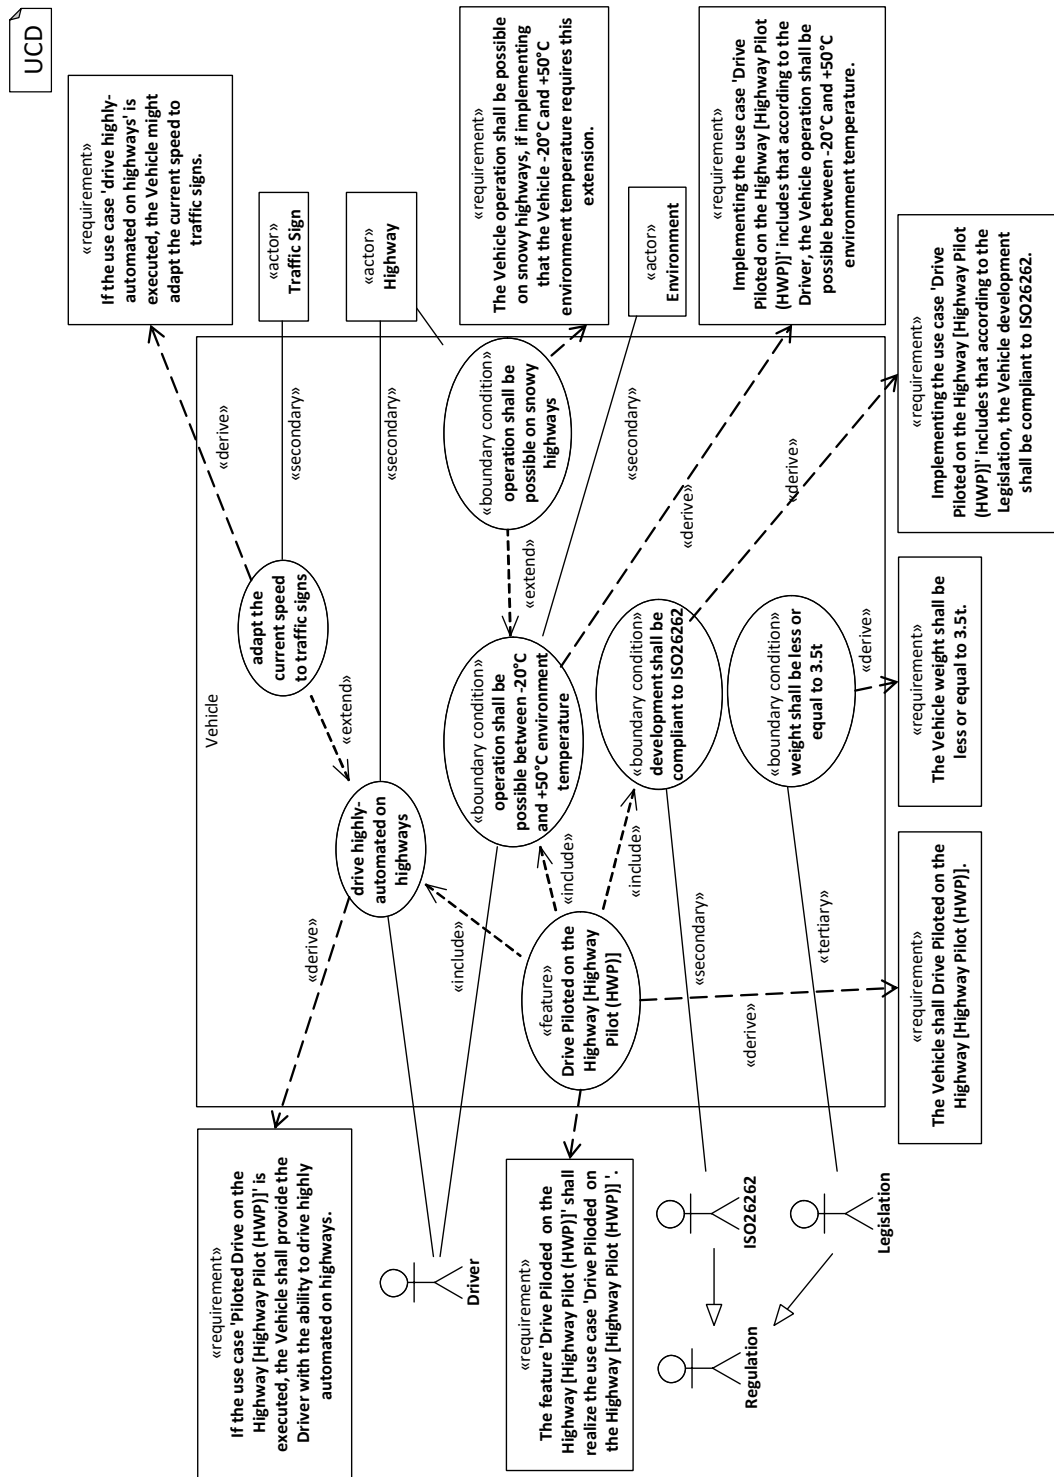 UCD
«requirement»
If the use case 'Piloted Drive on the
Highway [Highway Pilot (HWP)]' is
executed, the Vehicle shall provide the
Driver with the ability to drive highly
automated on highways.
«derive»
Vehicle
«requirement»
If the use case 'drive highly-
automated on highways' is
executed, the Vehicle might
adapt the current speed to
traffic signs.
«derive»
adapt the
current speed
to traffic signs
«secondary»
«actor»
Traffic Sign
«extend»
drive highly-
automated on
highways
«secondary»
«actor»
Highway
Driver
«include»
«include»
«boundary condition»
operation shall be
possible between -20°C
and +50°C environment
temperature
«extend»
«boundary condition»
operation shall be
possible on snowy
highways
«requirement»
The Vehicle operation shall be possible
on snowy highways, if implementing
that the Vehicle -20°C and +50°C
environment temperature requires this
extension.
«secondary»
«actor»
Environment
«requirement»
The feature 'Drive Piloded on the
Highway [Highway Pilot (HWP)]' shall
realize the use case 'Drive Piloded on
the Highway [Highway Pilot (HWP)]'.
«feature»
Drive Piloted on the
Highway [Highway
Pilot (HWP)]
«include»
«boundary condition»
development shall be
compliant to ISO26262
«derive»
«requirement»
Implementing the use case 'Drive
Piloted on the Highway [Highway Pilot
(HWP)]' includes that according to the
Driver, the Vehicle operation shall be
possible between -20°C and +50°C
environment temperature.
Regulation
ISO26262
«secondary»
«derive»
«derive»
Legislation
«tertiary»
«boundary condition»
weight shall be less or
equal to 3.5t
«derive»
«requirement»
The Vehicle shall Drive Piloted on the
Highway [Highway Pilot (HWP)].
«requirement»
The Vehicle weight shall be
less or equal to 3.5t.
«requirement»
Implementing the use case 'Drive
Piloted on the Highway [Highway Pilot
(HWP)]' includes that according to the
Legislation, the Vehicle development
shall be compliant to ISO26262.